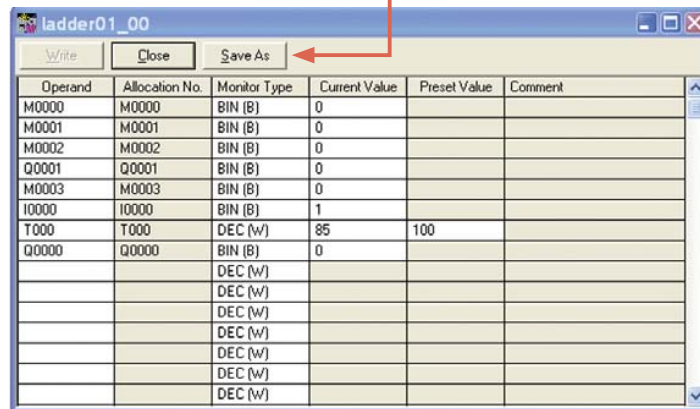 ladder01_00
Write Close Save As
Operand Allocation No. Monitor Type Current Value Preset Value Comment
M0000 M0000 BIN (B) 0
M0001 M0001 BIN (B) 0
M0002 M0002 BIN (B) 0
Q0001 Q0001 BIN (B) 0
M0003 M0003 BIN (B) 0
I0000 I0000 BIN (B) 1
T000 T000 DEC (W) 85 100
Q0000 Q0000 BIN (B) 0
DEC (W)
DEC (W)
DEC (W)
DEC (W)
DEC (W)
DEC (W)
DEC (W)